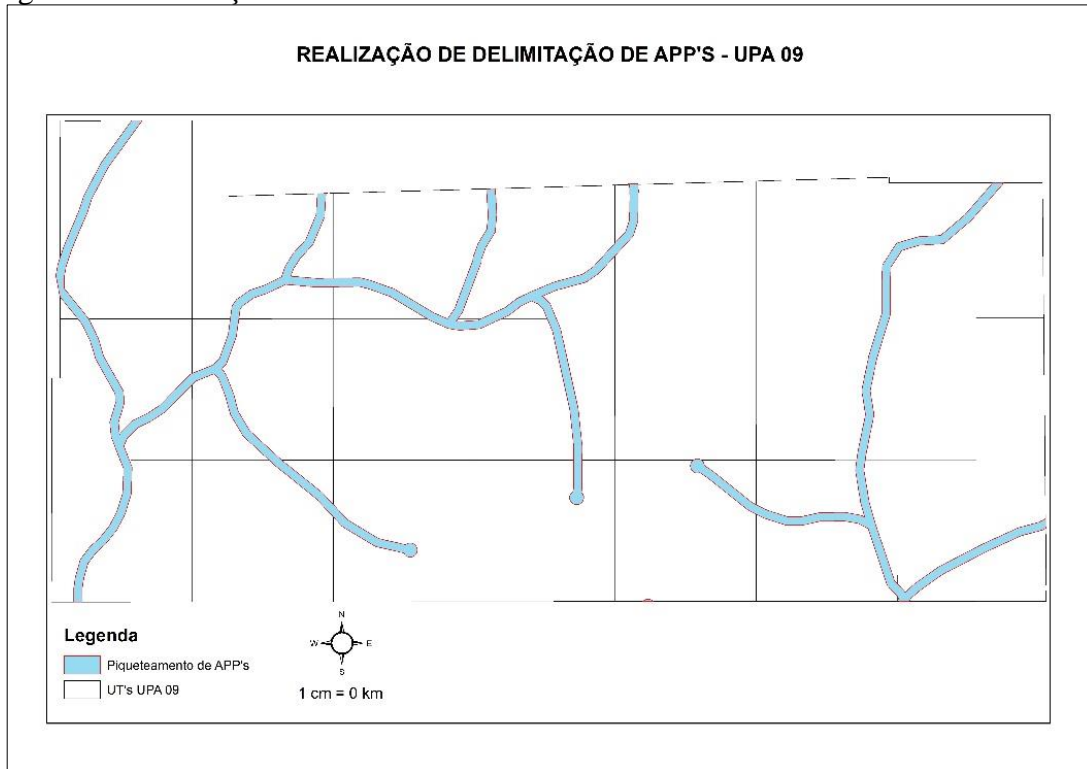 REALIZAÇÃO DE DELIMITAÇÃO DE APP'S - UPA 09
Legenda
Piqueteamento de APP's
UT's UPA 09
N
W
E
S
1 cm = 0 km